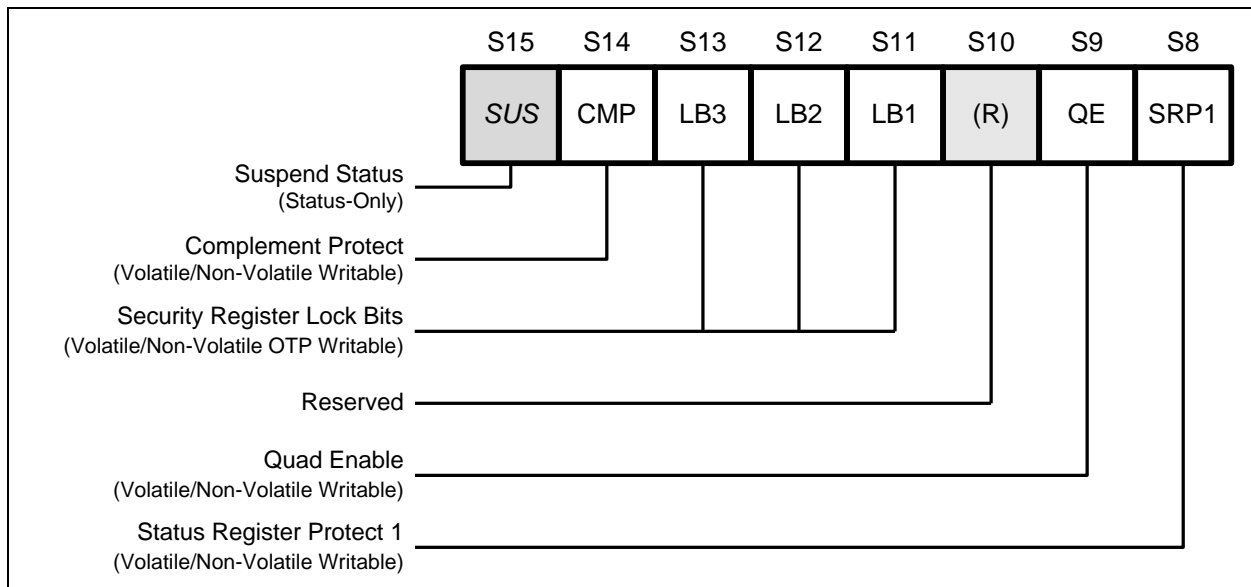 S15 S14 S13 S12 S11 S10 S9 S8
SUS CMP LB3 LB2 LB1 (R) QE SRP1
Suspend Status
(Status-Only)
Complement Protect
(Volatile/Non-Volatile Writable)
Security Register Lock Bits
(Volatile/Non-Volatile OTP Writable)
Reserved
Quad Enable
(Volatile/Non-Volatile Writable)
Status Register Protect 1
(Volatile/Non-Volatile Writable)